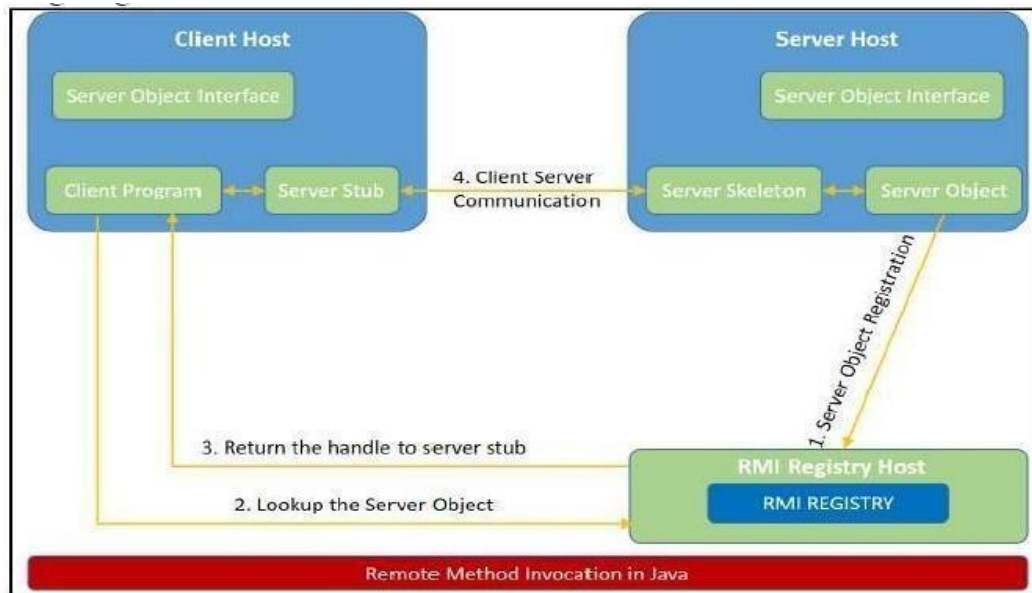 Client Host
Server Host
Server Object Interface
Server Object Interface
Client Program
Server Stub
4. Client Server
Communication
Server Skeleton
Server Object
1. Server Object Registration
3. Return the handle to server stub
RMI Registry Host
2. Lookup the Server Object
RMI REGISTRY
Remote Method Invocation in Java